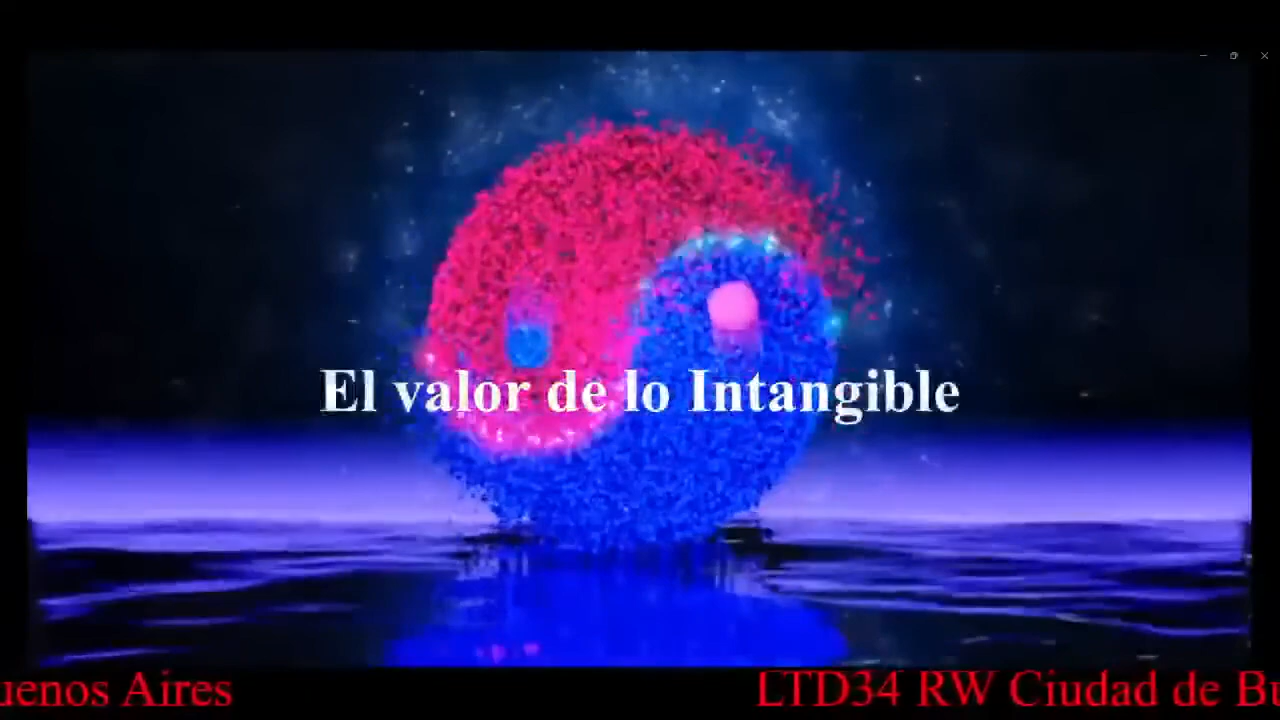 El valor de lo Intangible
uenos Aires LTD34 RW Ciudad de Bu